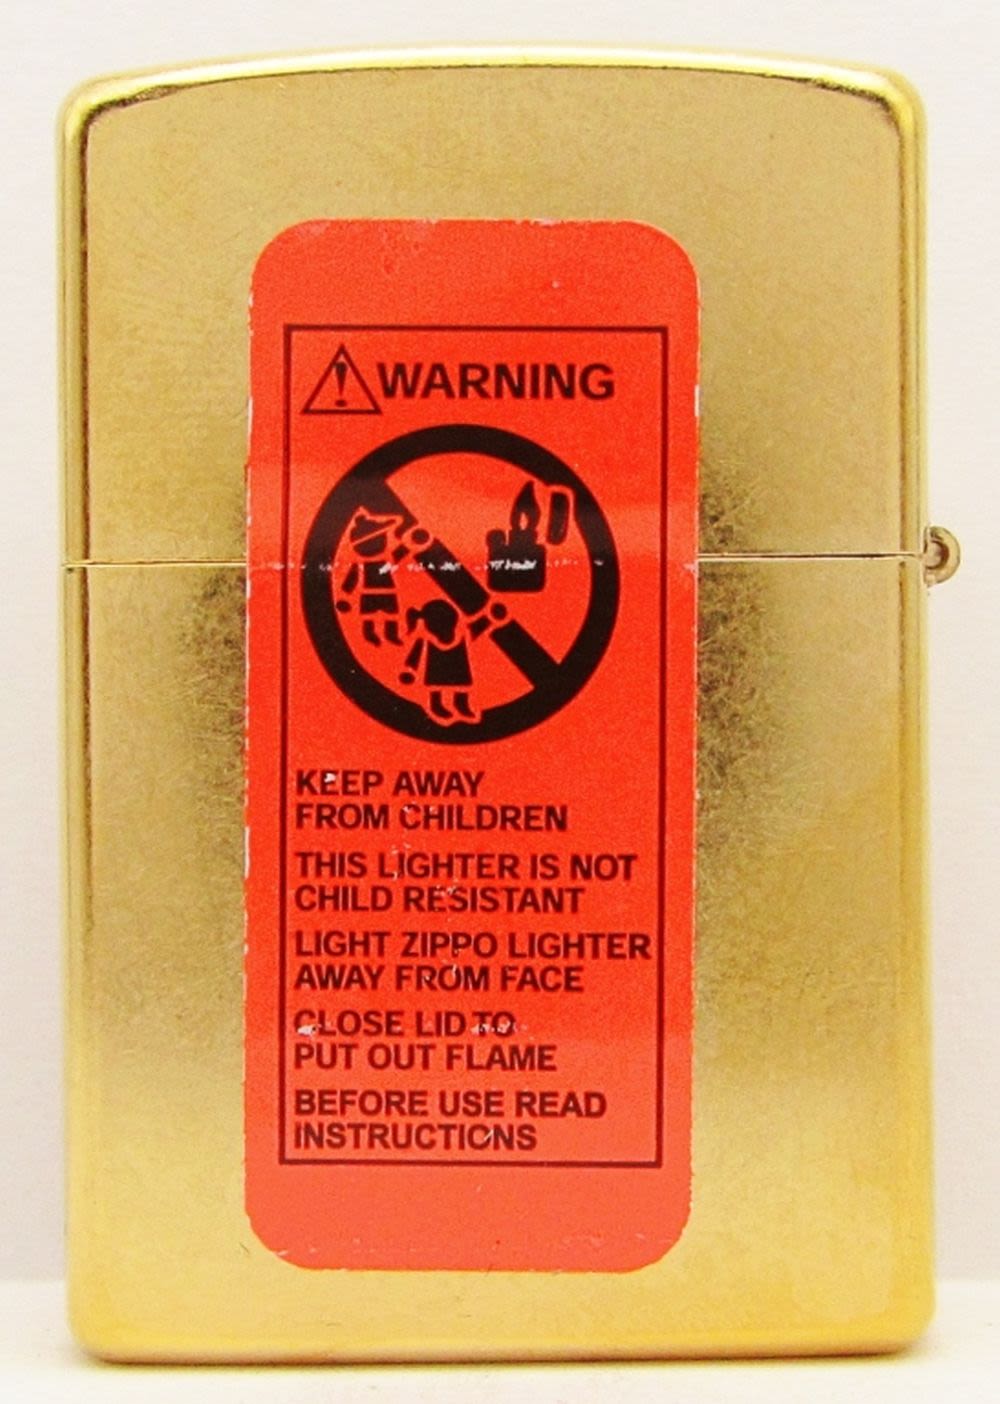 WARNING
KEEP AWAY
FROM CHILDREN
THIS LIGHTER IS NOT
CHILD RESISTANT
LIGHT ZIPPO LIGHTER
AWAY FROM FACE
CLOSE LID TO
PUT OUT FLAME
BEFORE USE READ
INSTRUCTIONS